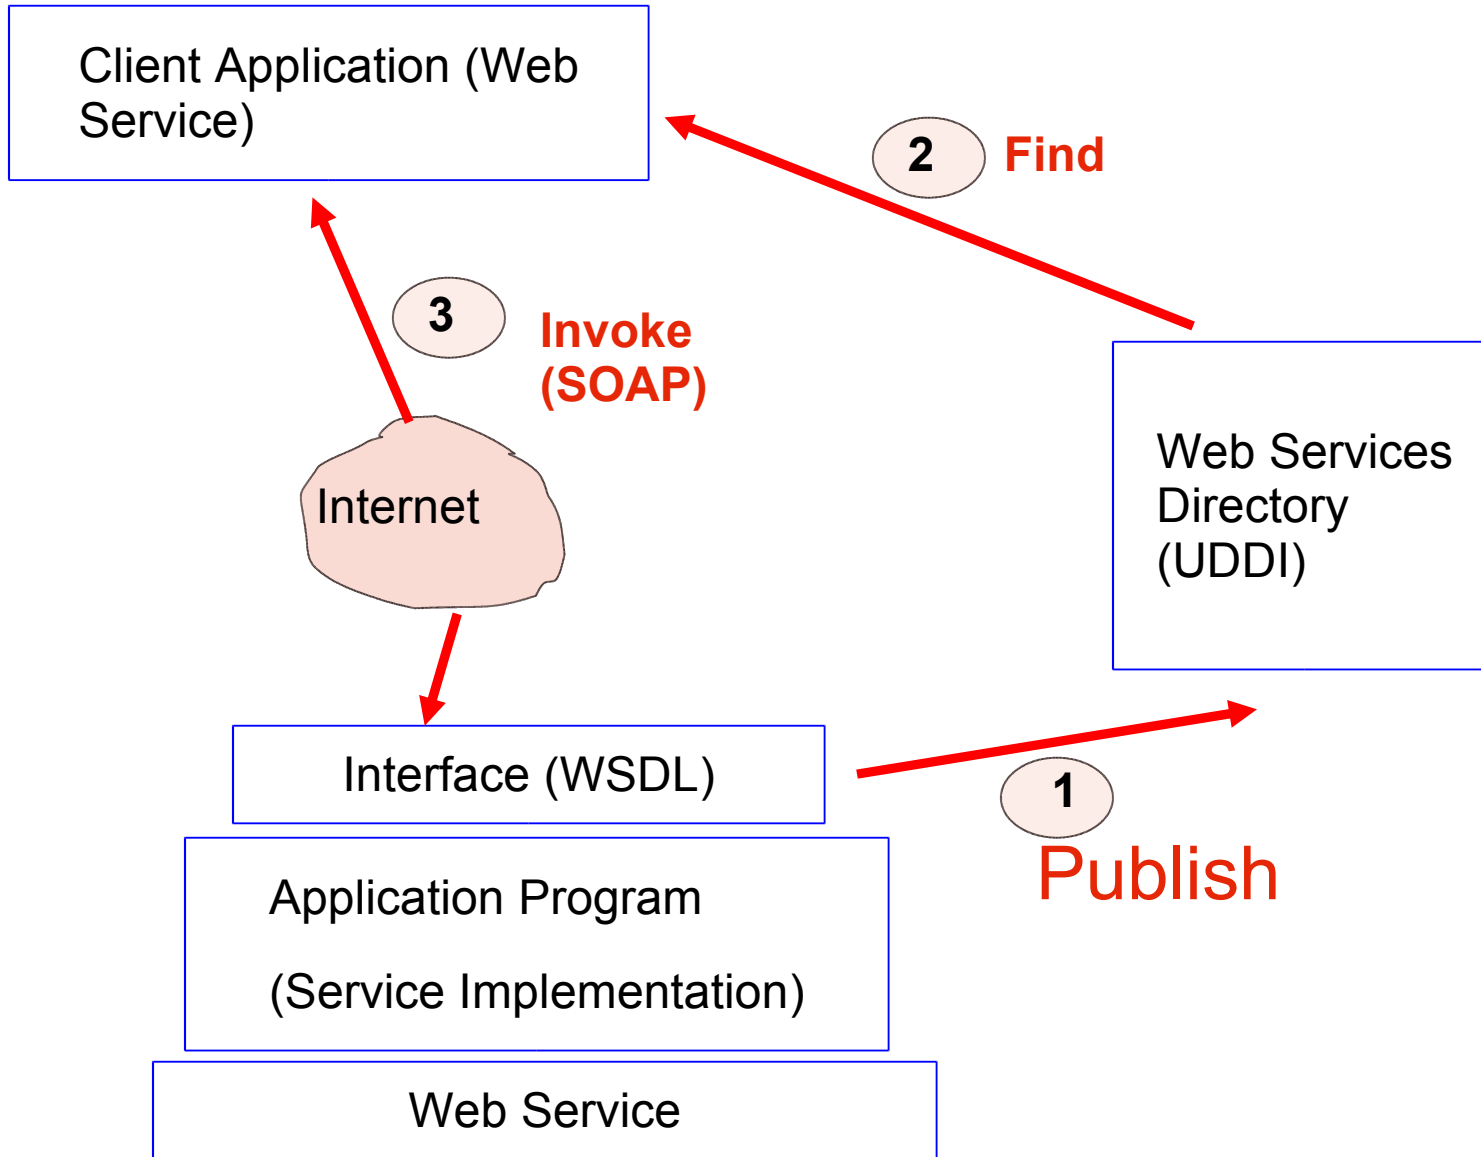 Client Application (Web
Service)
2 Find
3
Invoke
(SOAP)
Internet
Web Services
Directory
(UDDI)
Interface (WSDL)
1
Publish
Application Program
(Service Implementation)
Web Service